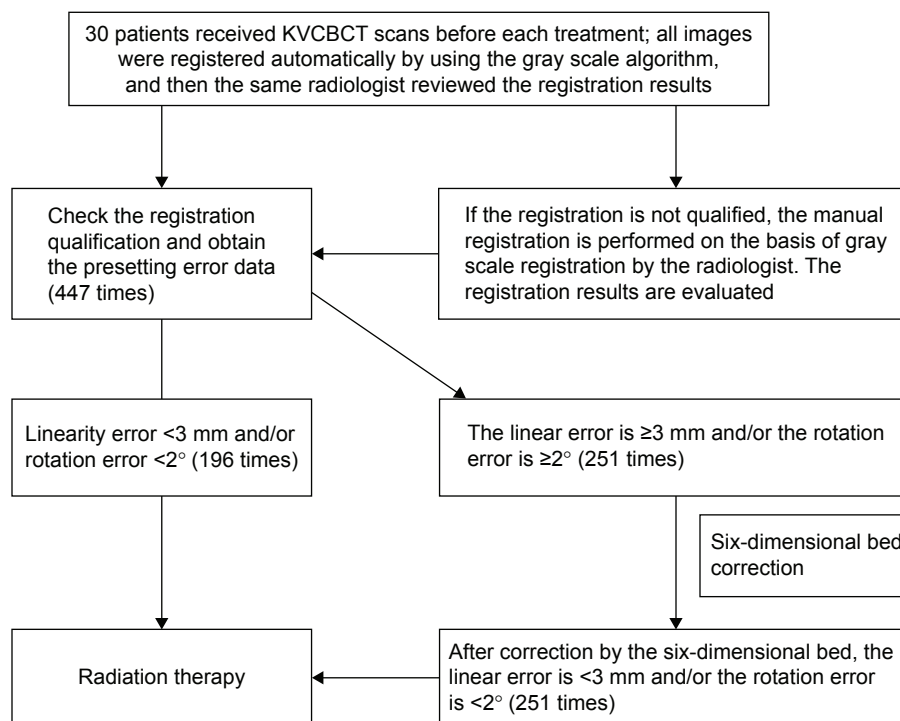 30 patients received KVCBCT scans before each treatment; all images
were registered automatically by using the gray scale algorithm,
and then the same radiologist reviewed the registration results
Check the registration
qualification and obtain
the presetting error data
(447 times)
If the registration is not qualified, the manual
registration is performed on the basis of gray
scale registration by the radiologist. The
registration results are evaluated
Linearity error <3 mm and/or
rotation error <2° (196 times)
The linear error is ≥3 mm and/or the rotation
error is ≥2° (251 times)
Six-dimensional bed
correction
Radiation therapy
After correction by the six-dimensional bed, the
linear error is <3 mm and/or the rotation error
is <2° (251 times)